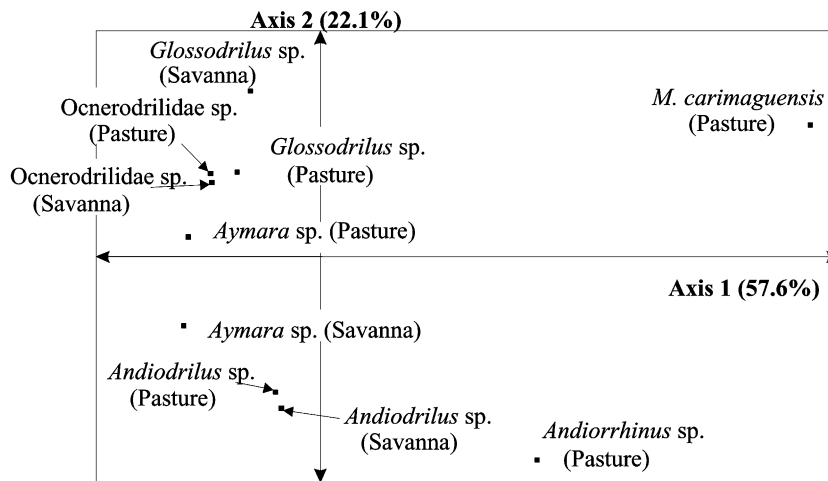 Axis 2 (22.1%)
Glossodrilus sp.
(Savanna)
M. carimaguensis
(Pasture)
Ocnerodrilidae sp.
(Pasture)
Glossodrilus sp.
(Pasture)
Ocnerodrilidae sp.
(Savanna)
Aymara sp. (Pasture)
Axis 1 (57.6%)
Aymara sp. (Savanna)
Andiodrilus sp.
(Pasture)
Andiodrilus sp.
(Savanna)
Andiorrhinus sp.
(Pasture)